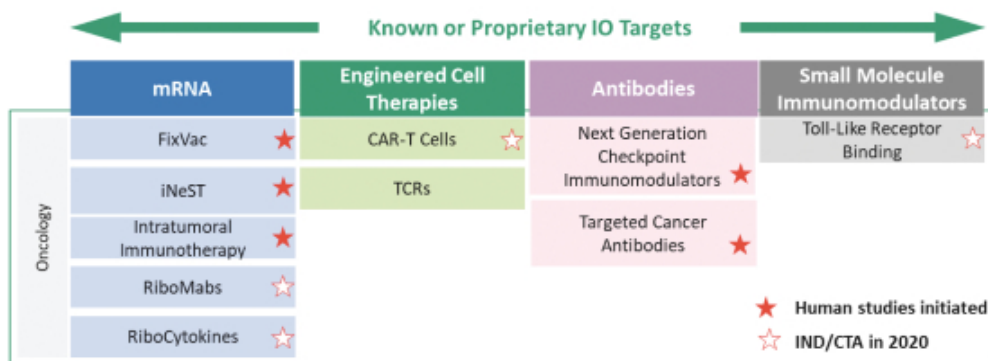 Known or Proprietary IO Targets
mRNA
Engineered Cell
Therapies
Antibodies
Small Molecule
Immunomodulators
Oncology
FixVac
iNeST
Intratumoral
Immunotherapy
RiboMabs
RiboCytokines
CAR-T Cells
TCRs
Next Generation
Checkpoint
Immunomodulators
Targeted Cancer
Antibodies
Toll-Like Receptor
Binding
Human studies initiated
IND/CTA in 2020